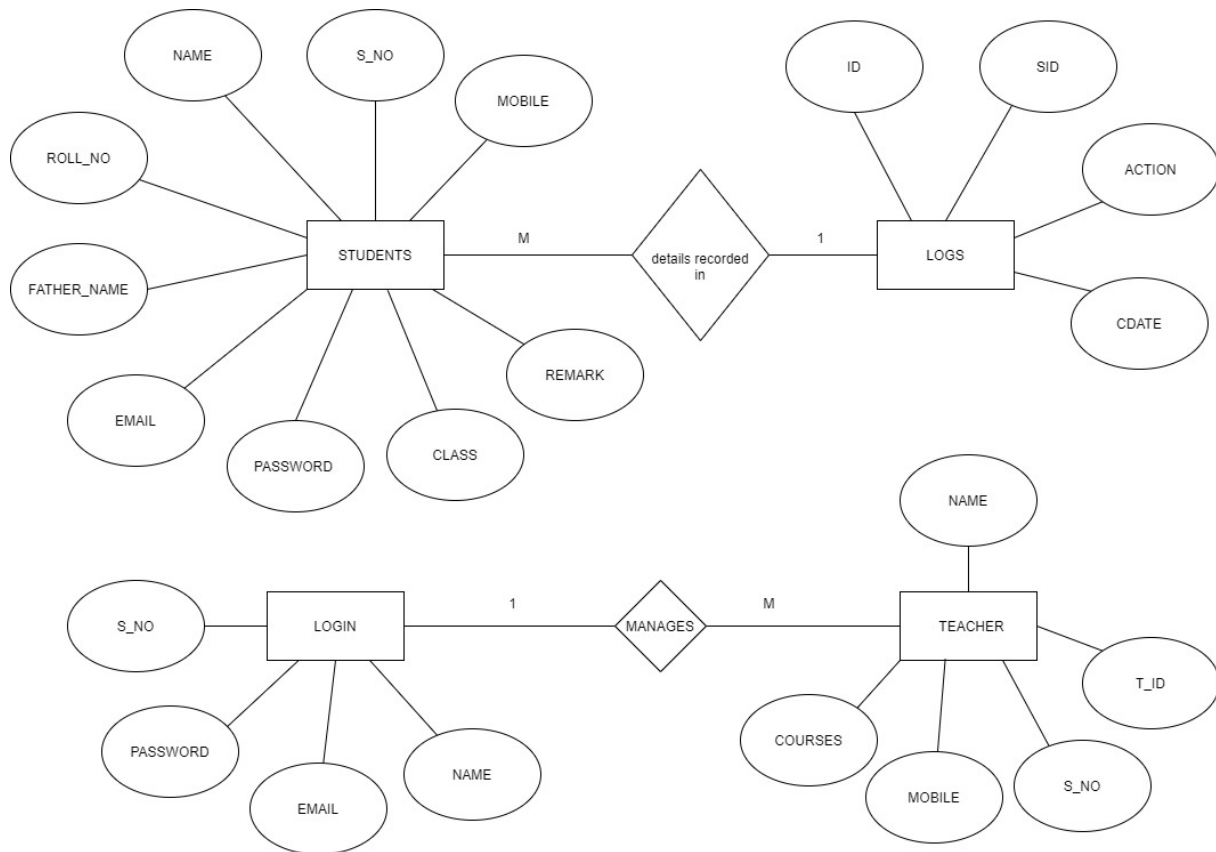 NAME
S_NO
MOBILE
ID
SID
ROLL_NO
ACTION
STUDENTS
M
details recorded
in
1
LOGS
FATHER_NAME
CDATE
REMARK
EMAIL
PASSWORD
CLASS
NAME
S_NO
LOGIN
1
MANAGES
M
TEACHER
T_ID
PASSWORD
COURSES
NAME
EMAIL
MOBILE
S_NO